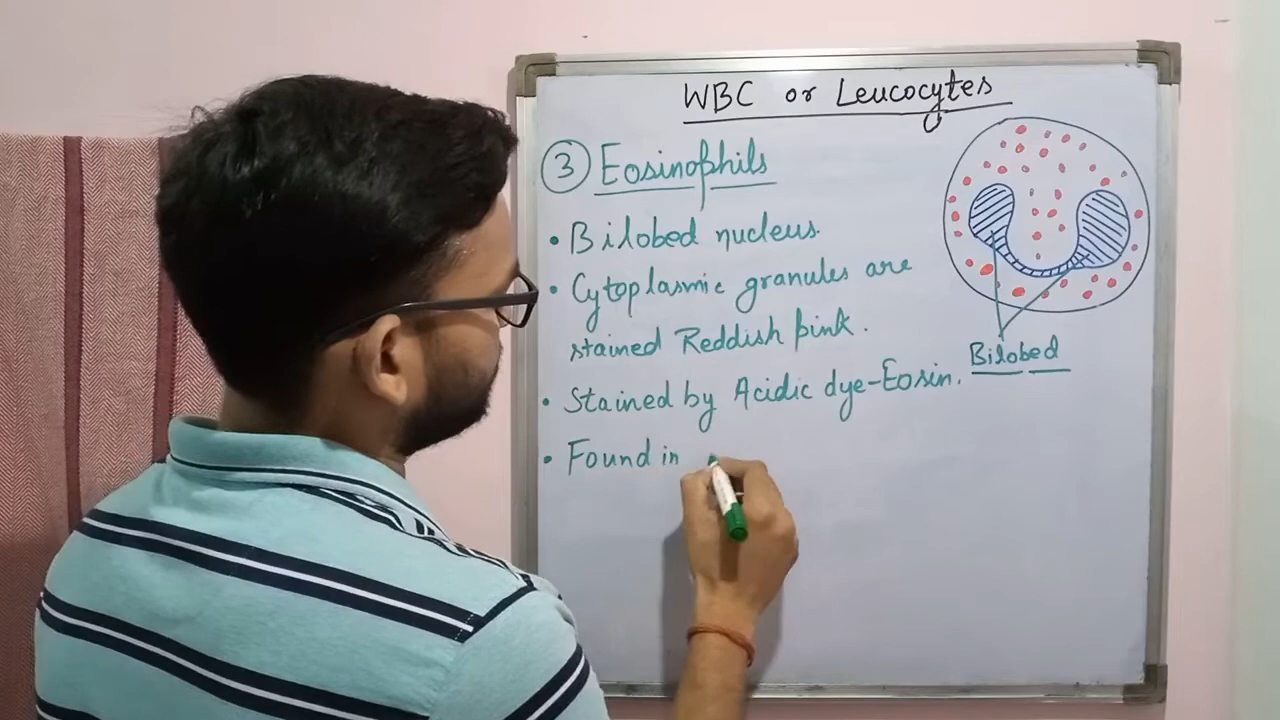 WBC or Leucocytes
③ Eosinophils
• Bilobed nucleus.
• Cytoplasmic granules are
stained Reddish pink.
Bilobed
• Stained by Acidic dye-Eosin.
• Found in